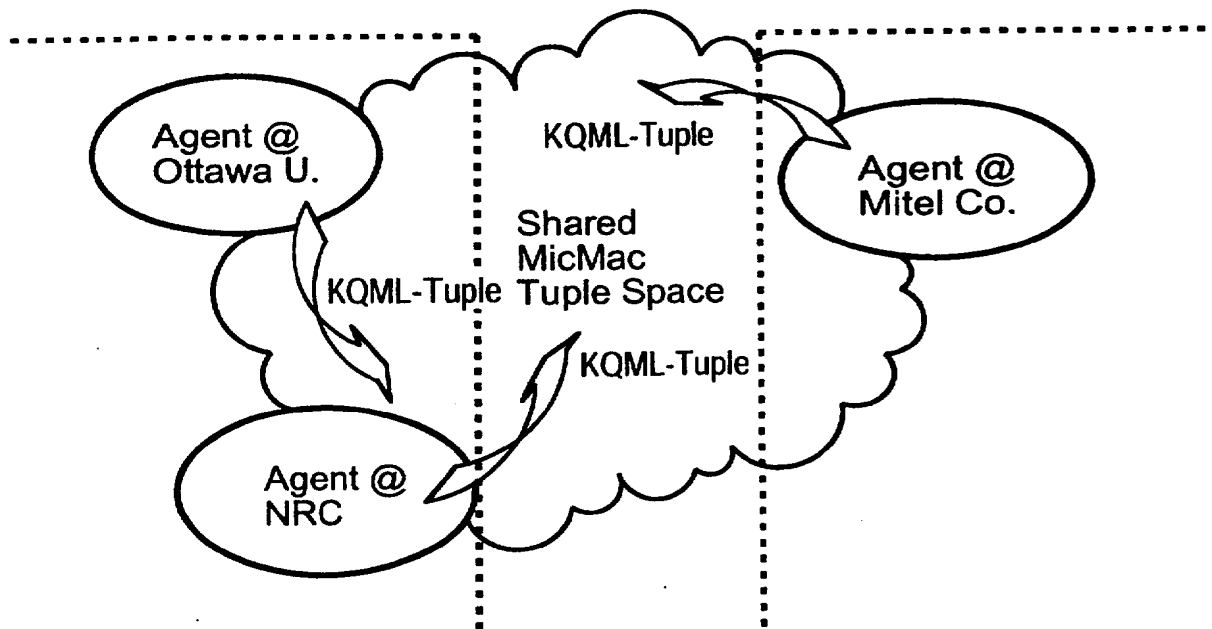 Agent @
Ottawa U.
KQML-Tuple
Agent @
Mitel Co.
Shared
MicMac
Tuple Space
KQML-Tuple
KQML-Tuple
Agent @
NRC